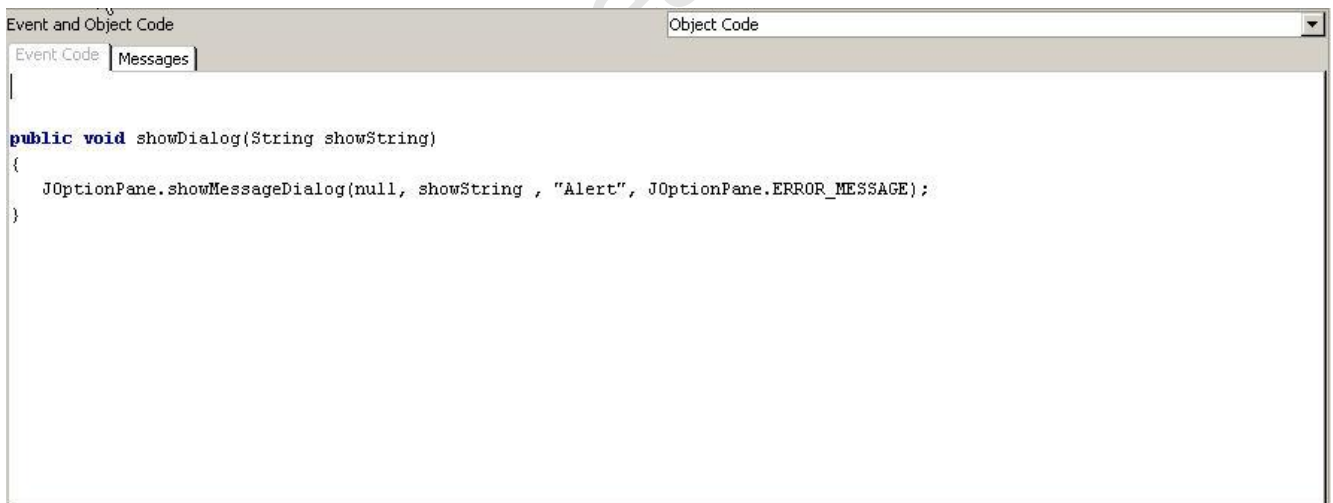 Event and Object Code
Object Code
Event Code
Messages
public void showDialog(String showString)
{
JOptionPane.showMessageDialog(null, showString , "Alert", JOptionPane.ERROR_MESSAGE);
}